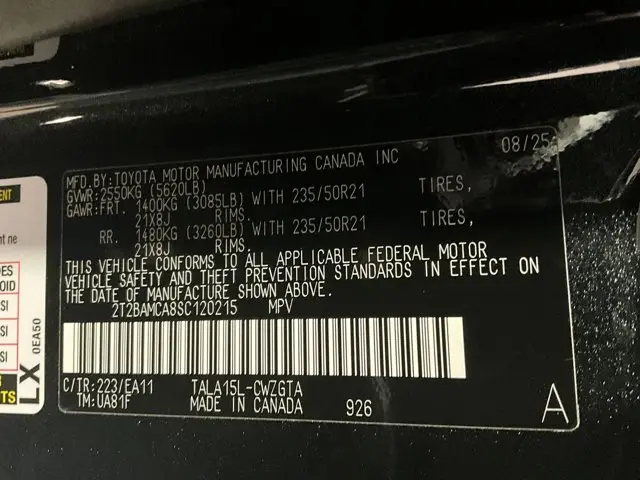 08/25
MFD.BY:TOYOTA MOTOR MANUFACTURING CANADA INC
GVWR:2550KG (5620LB)
GAWR:FRT. 1400KG (3085LB) WITH 235/50R21 TIRES,
21X8J RIMS.
RR. 1480KG (3260LB) WITH 235/50R21 TIRES,
21X8J RIMS.
THIS VEHICLE CONFORMS TO ALL APPLICABLE FEDERAL MOTOR
VEHICLE SAFETY AND THEFT PREVENTION STANDARDS IN EFFECT ON
THE DATE OF MANUFACTURE SHOWN ABOVE.
2T2BAMCA8SC120215 MPV
C/TR:223/EA11 TALA15L-CWZGTA
TM:UA81F MADE IN CANADA 926 A
LX
0EA50